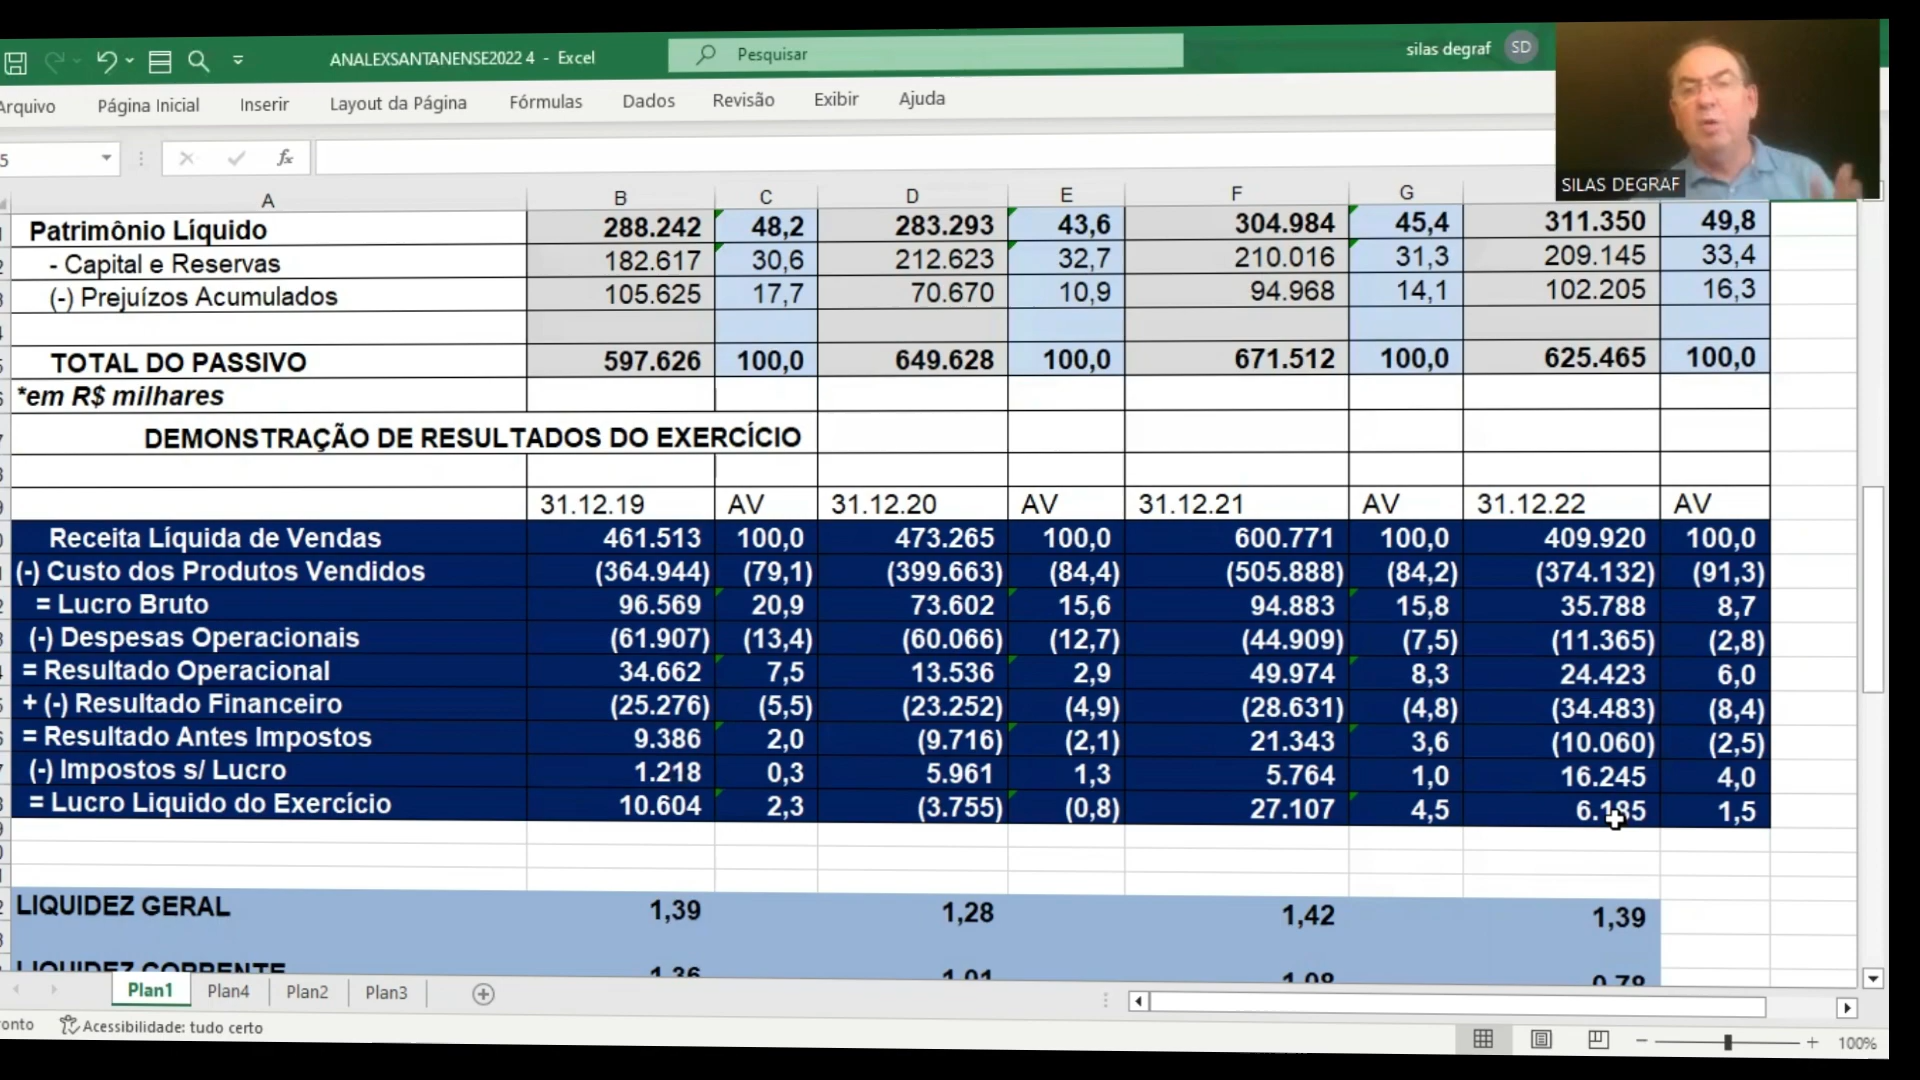 ANALEXSANTANENSE2022 4 - Excel
Pesquisar
silas degraf SD
Arquivo Página Inicial Inserir Layout da Página Fórmulas Dados Revisão Exibir Ajuda
SILAS DEGRAF
5 fx
A B C D E F G
Patrimônio Líquido 288.242 48,2 283.293 43,6 304.984 45,4 311.350 49,8
- Capital e Reservas 182.617 30,6 212.623 32,7 210.016 31,3 209.145 33,4
(-) Prejuízos Acumulados 105.625 17,7 70.670 10,9 94.968 14,1 102.205 16,3
TOTAL DO PASSIVO 597.626 100,0 649.628 100,0 671.512 100,0 625.465 100,0
*em R$ milhares
DEMONSTRAÇÃO DE RESULTADOS DO EXERCÍCIO
31.12.19 AV 31.12.20 AV 31.12.21 AV 31.12.22 AV
Receita Líquida de Vendas 461.513 100,0 473.265 100,0 600.771 100,0 409.920 100,0
(-) Custo dos Produtos Vendidos (364.944) (79,1) (399.663) (84,4) (505.888) (84,2) (374.132) (91,3)
= Lucro Bruto 96.569 20,9 73.602 15,6 94.883 15,8 35.788 8,7
(-) Despesas Operacionais (61.907) (13,4) (60.066) (12,7) (44.909) (7,5) (11.365) (2,8)
= Resultado Operacional 34.662 7,5 13.536 2,9 49.974 8,3 24.423 6,0
+ (-) Resultado Financeiro (25.276) (5,5) (23.252) (4,9) (28.631) (4,8) (34.483) (8,4)
= Resultado Antes Impostos 9.386 2,0 (9.716) (2,1) 21.343 3,6 (10.060) (2,5)
(-) Impostos s/ Lucro 1.218 0,3 5.961 1,3 5.764 1,0 16.245 4,0
= Lucro Liquido do Exercício 10.604 2,3 (3.755) (0,8) 27.107 4,5 6.185 1,5
LIQUIDEZ GERAL 1,39 1,28 1,42 1,39
LIQUIDEZ CORRENTE 1,36 1,01 1,08 0,78
Plan1 Plan4 Plan2 Plan3
ronto Acessibilidade: tudo certo
100%